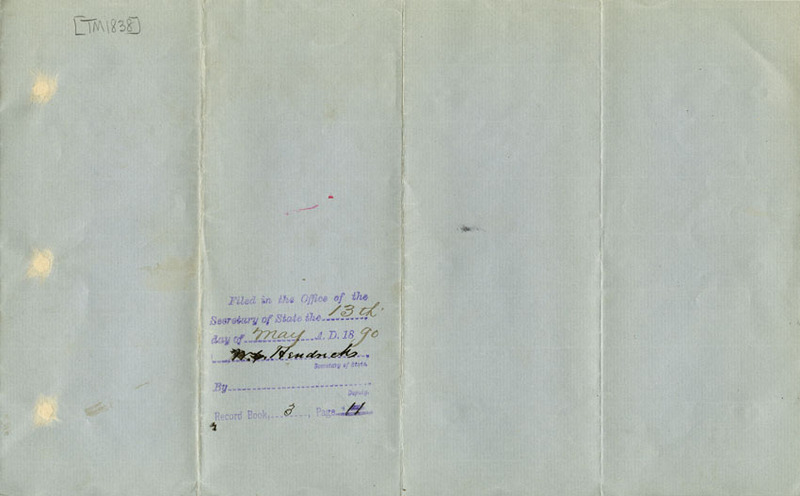 [TM1838]
Filed in the Office of the
Secretary of State the 13th
day of May A. D. 1890
W. C. Hendricks
Secretary of State.
By
Deputy.
Record Book, 3, Page 11